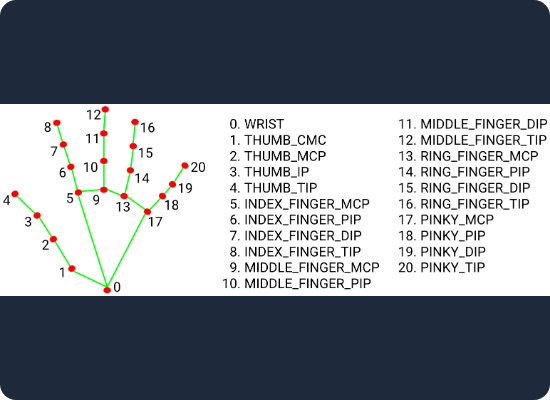 12
8
16
11
7
15
20
10
6
14
19
4
5
9
13
18
3
17
2
1
0
0. WRIST
1. THUMB_CMC
2. THUMB_MCP
3. THUMB_IP
4. THUMB_TIP
5. INDEX_FINGER_MCP
6. INDEX_FINGER_PIP
7. INDEX_FINGER_DIP
8. INDEX_FINGER_TIP
9. MIDDLE_FINGER_MCP
10. MIDDLE_FINGER_PIP
11. MIDDLE_FINGER_DIP
12. MIDDLE_FINGER_TIP
13. RING_FINGER_MCP
14. RING_FINGER_PIP
15. RING_FINGER_DIP
16. RING_FINGER_TIP
17. PINKY_MCP
18. PINKY_PIP
19. PINKY_DIP
20. PINKY_TIP